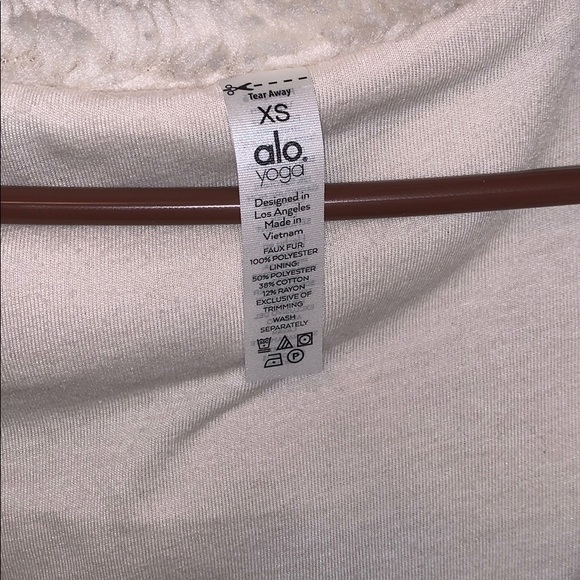 Tear Away
XS
alo
yoga
Designed in
Los Angeles
Made in
Vietnam
FAUX FUR:
100% POLYESTER
LINING:
50% POLYESTER
38% COTTON
12% RAYON
EXCLUSIVE OF
TRIMMING
WASH
SEPARATELY
P